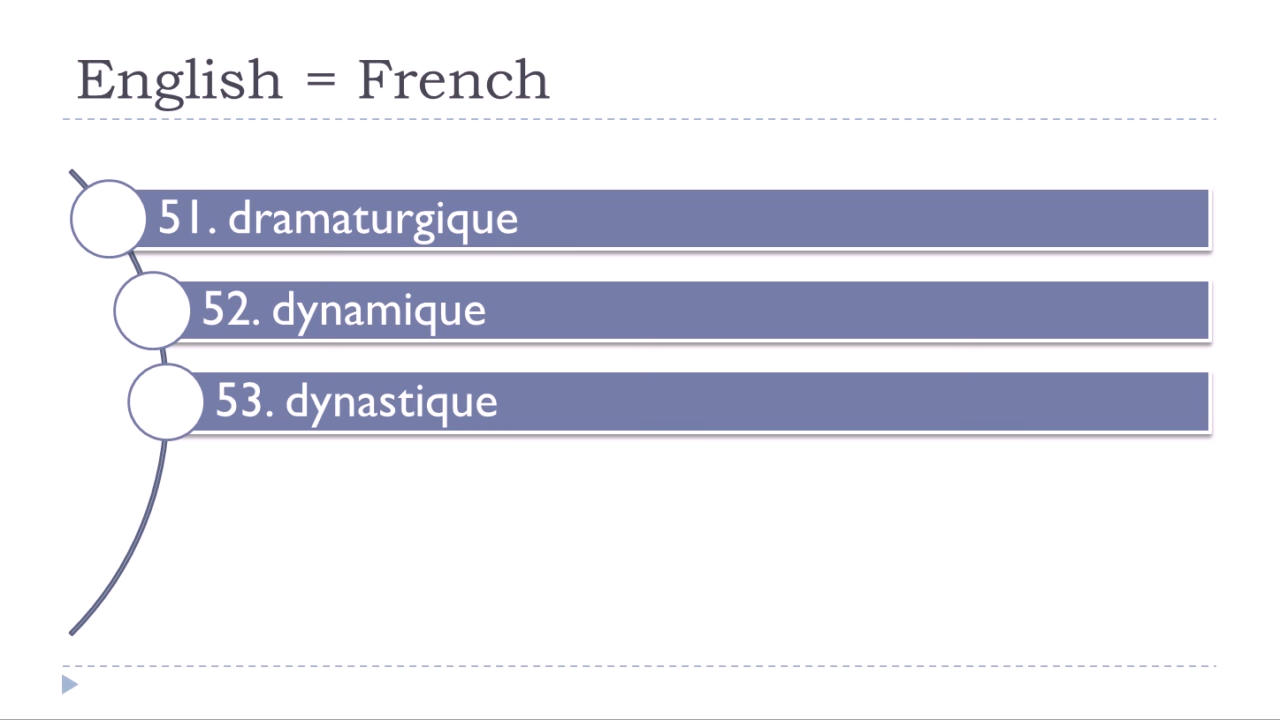 English = French
51. dramaturgique
52. dynamique
53. dynastique